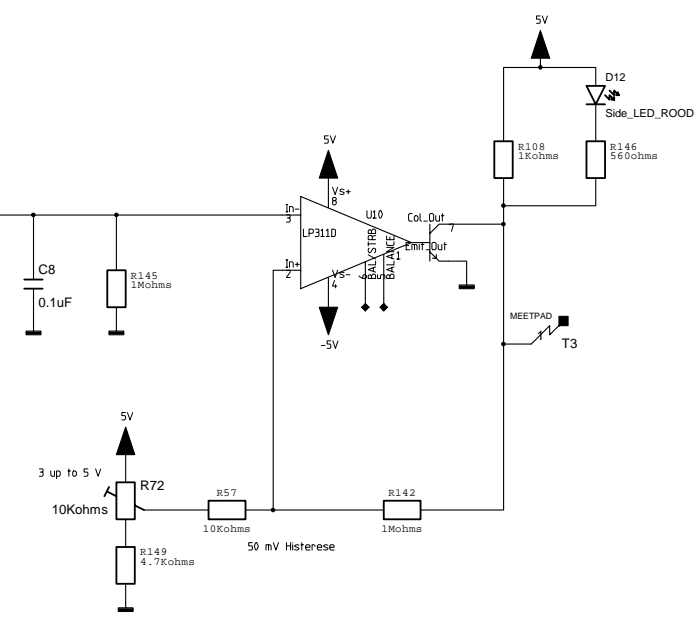 5V
D12
Side_LED_ROOD
R108
1Kohms
R146
560ohms
5V
Vs+
8
In-
3
U10
Col_Out
7
LP311D
Emit_Out
1
In+
2
Vs-
4
BAL/STRB
6
BALANCE
5
-5V
C8
0.1uF
R145
1Mohms
MEETPAD
T3
5V
3 up to 5 V
R72
10Kohms
R57
10Kohms
R142
1Mohms
50 mV Histerese
R149
4.7Kohms